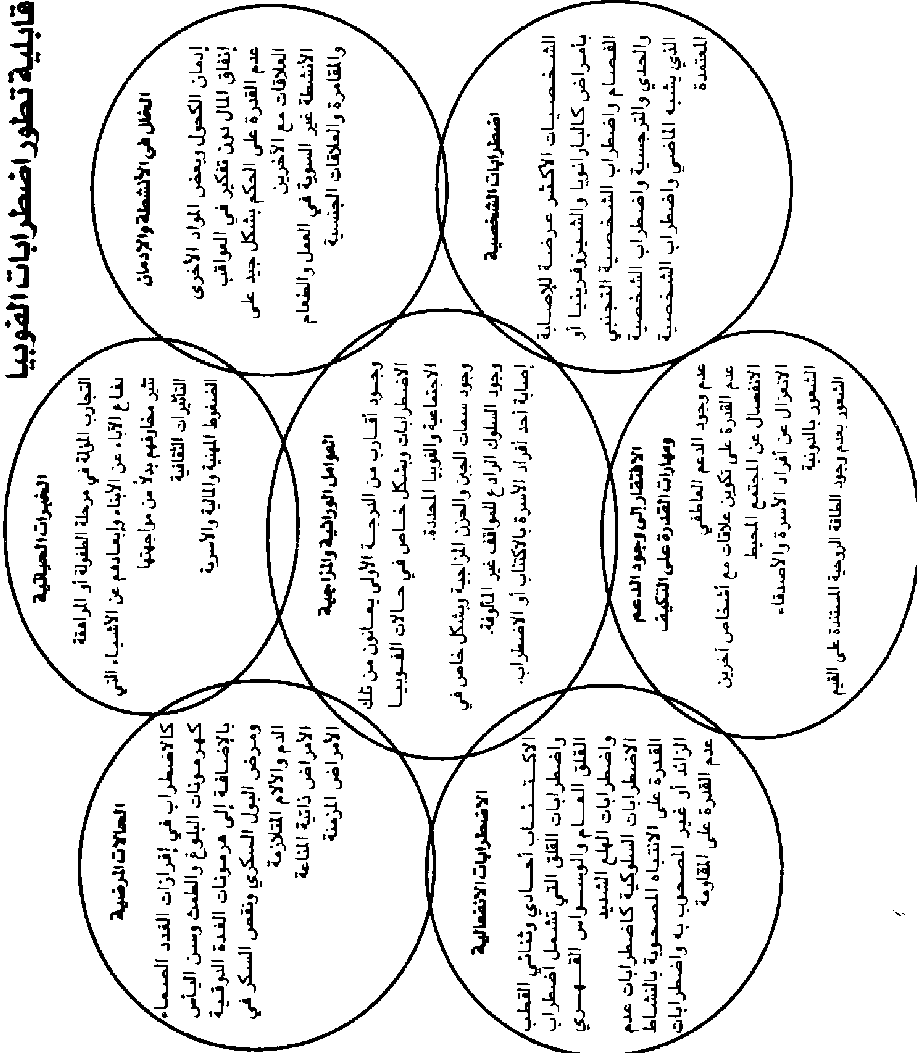 قابلية تطور اضطرابات الفوبيا
الخلل في الأنشطة والإدمان
إدمان الكحول وبعض المواد الأخرى
إنفاق المال بدون تفكير في العواقب
عدم القدرة على الحكم بشكل جيد على
العلاقات مع الآخرين
الأنشطة غير السوية في العمل والطعام
والمقامرة والعلاقات الجنسية
اضطرابات الشخصية
الشخصيات الأكثر عرضة للإصابة
بأمراض كالبارانويا والشيزوفرينيا أو
الفصام واضطراب الشخصية التجنبي
والحدي والنرجسية واضطراب الشخصية
الذي يشبه الماضي واضطراب الشخصية
المعتمدة
الخبرات الحياتية
التجارب المؤلمة في مرحلة الطفولة أو المراهقة
دفاع الآباء عن الأبناء وإبعادهم عن الأشياء التي
تثير مخاوفهم بدلاً من مواجهتها
التأثيرات الثقافية
الضغوط المهنية والمالية والأسرية
العوامل الوراثية والمزاجية
وجود أقارب من الدرجة الأولى يعانون من تلك
الاضطرابات وبشكل خاص في حالات الفوبيا
الاجتماعية والفوبيا المحددة.
وجود سمات الجبن والحزن المزاجية وبشكل خاص في
وجود السلوك الرادع للمواقف غير المألوفة.
إصابة أحد أفراد الأسرة بالاكتئاب أو الاضطراب.
الافتقار إلى وجود الدعم
ومهارات القدرة على التكيف
عدم وجود الدعم العاطفي
عدم القدرة على تكوين علاقات مع أشخاص آخرين
الانفصال عن المجتمع المحيط
الانعزال عن أفراد الأسرة والأصدقاء
الشعور بالدونية
الشعور بعدم وجود الطاقة الروحية المستندة على القيم
الحالات المرضية
كالاضطراب في إفرازات الغدد الصماء
كهرمونات البلوغ والطمث وسن اليأس
بالإضافة إلى هرمونات الغدة الدرقية
ومرض البول السكري ونقص السكر في
الدم والآلام المتلازمة
الأمراض ذاتية المناعة
الأمراض المزمنة
الاضطرابات الانفعالية
الاكتئاب أحادي وثنائي القطب
واضطرابات القلق التي تشمل اضطراب
القلق العام والوسواس القهري
واضطرابات الهلع الشديد
الاضطرابات السلوكية كاضطرابات عدم
القدرة على الانتباه المصحوبة بالنشاط
الزائد أو غير المصحوب به واضطرابات
عدم القدرة على المقاومة